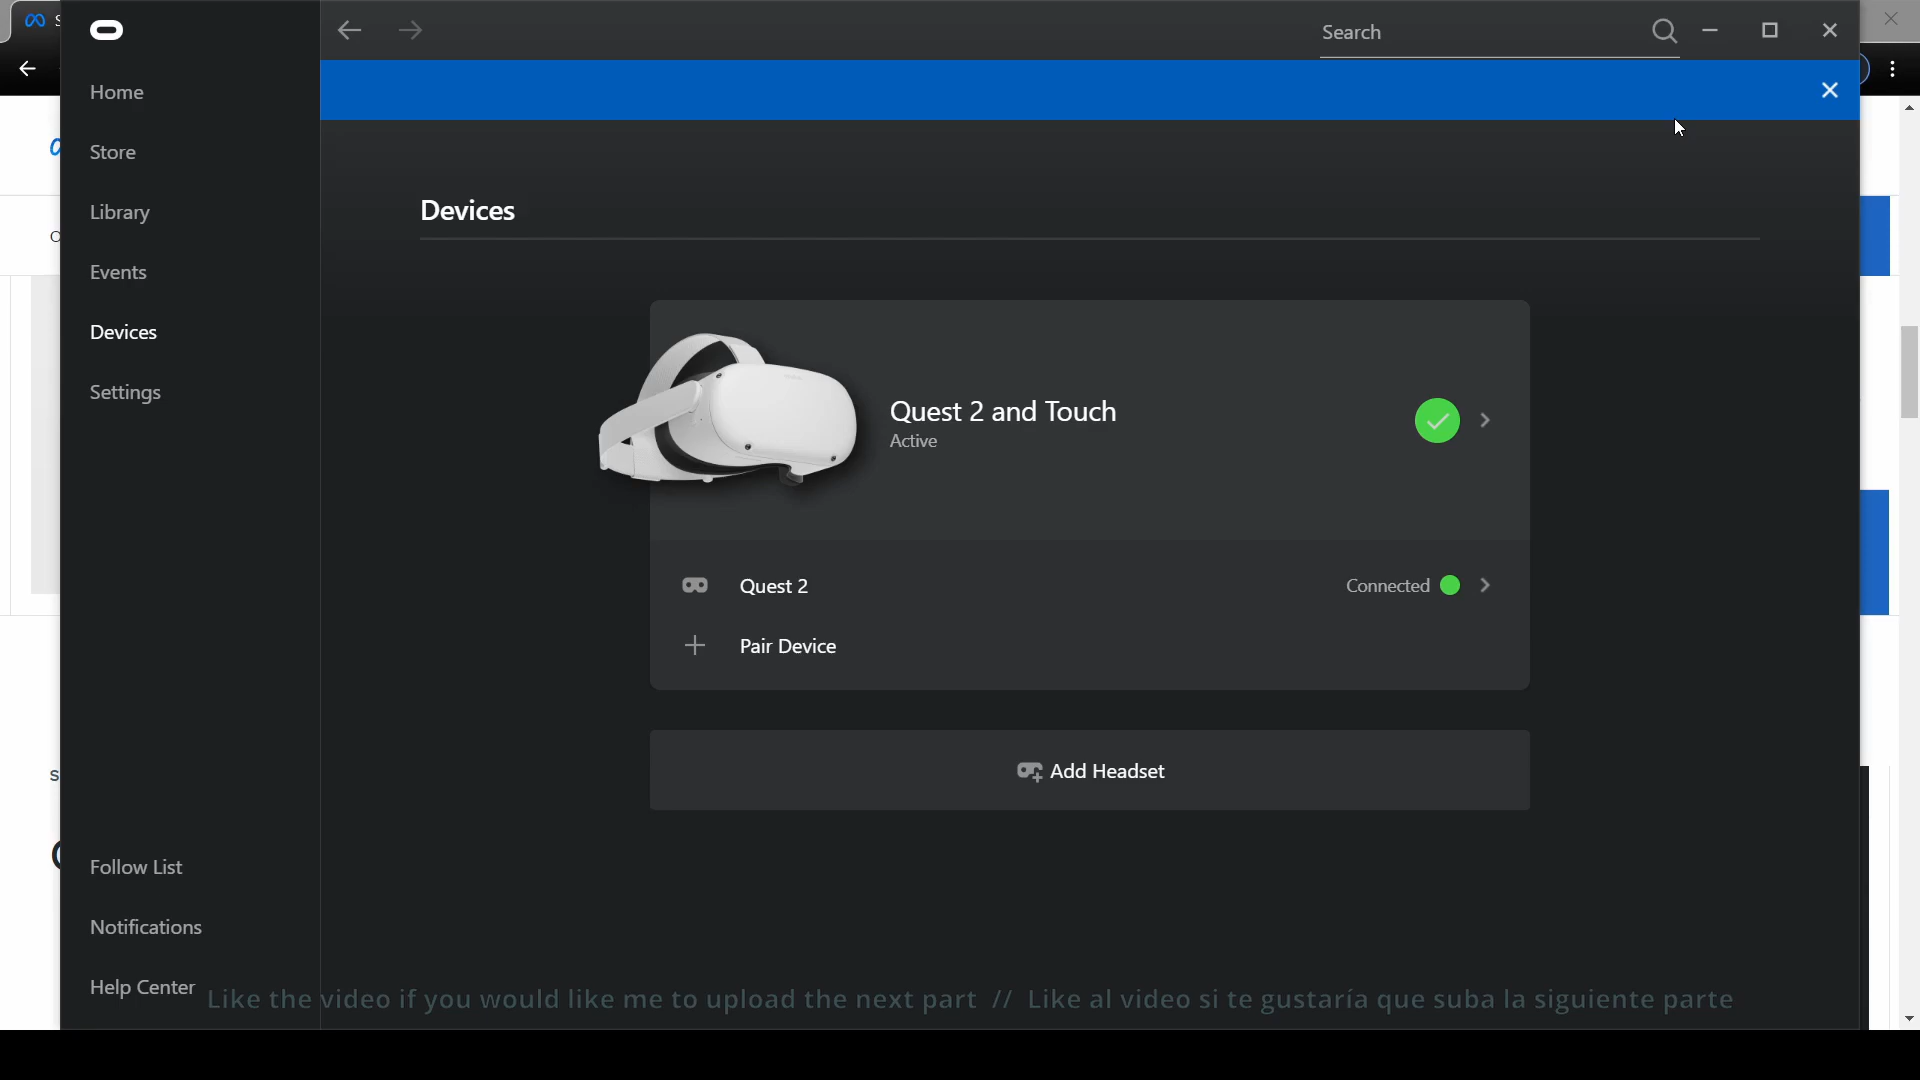 Search
Home
Store
Library
Events
Devices
Settings
Follow List
Notifications
Help Center
Devices
Quest 2 and Touch
Active
Quest 2
Connected
Pair Device
Add Headset
Like the video if you would like me to upload the next part // Like al video si te gustaría que suba la siguiente parte